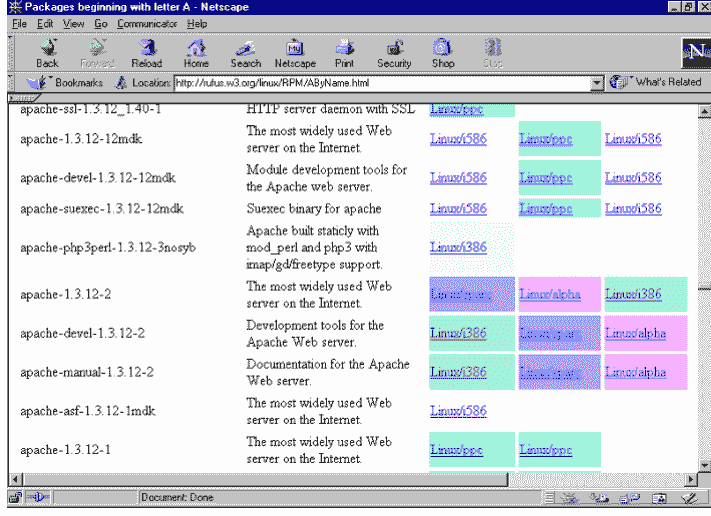 Packages beginning with letter A - Netscape
File Edit View Go Communicator Help
Back Forward Reload Home Search Netscape Print Security Shop Stop
Bookmarks Location: http://rufus.w3.org/linux/RPM/AByName.html What's Related
apache-ssl-1.3.12_1.40-1 HTTP server daemon with SSL Linux/ppc
apache-1.3.12-12mdk The most widely used Web Linux/i586 Linux/ppc Linux/i586
server on the Internet.
apache-devel-1.3.12-12mdk Module development tools for Linux/i586 Linux/ppc Linux/i586
the Apache web server.
apache-suexec-1.3.12-12mdk Suexec binary for apache Linux/i586 Linux/ppc Linux/i586
Apache built staticly with
apache-php3perl-1.3.12-3nosyb mod_perl and php3 with Linux/i386
imap/gd/freetype support.
apache-1.3.12-2 The most widely used Web Linux/alpha Linux/i386
server on the Internet.
apache-devel-1.3.12-2 Development tools for the Linux/i386 Linux/alpha
Apache Web server.
apache-manual-1.3.12-2 Documentation for the Apache Linux/i386 Linux/alpha
Web server.
apache-asf-1.3.12-1mdk The most widely used Web Linux/i586
server on the Internet.
apache-1.3.12-1 The most widely used Web Linux/ppc Linux/ppc
server on the Internet.
Document: Done